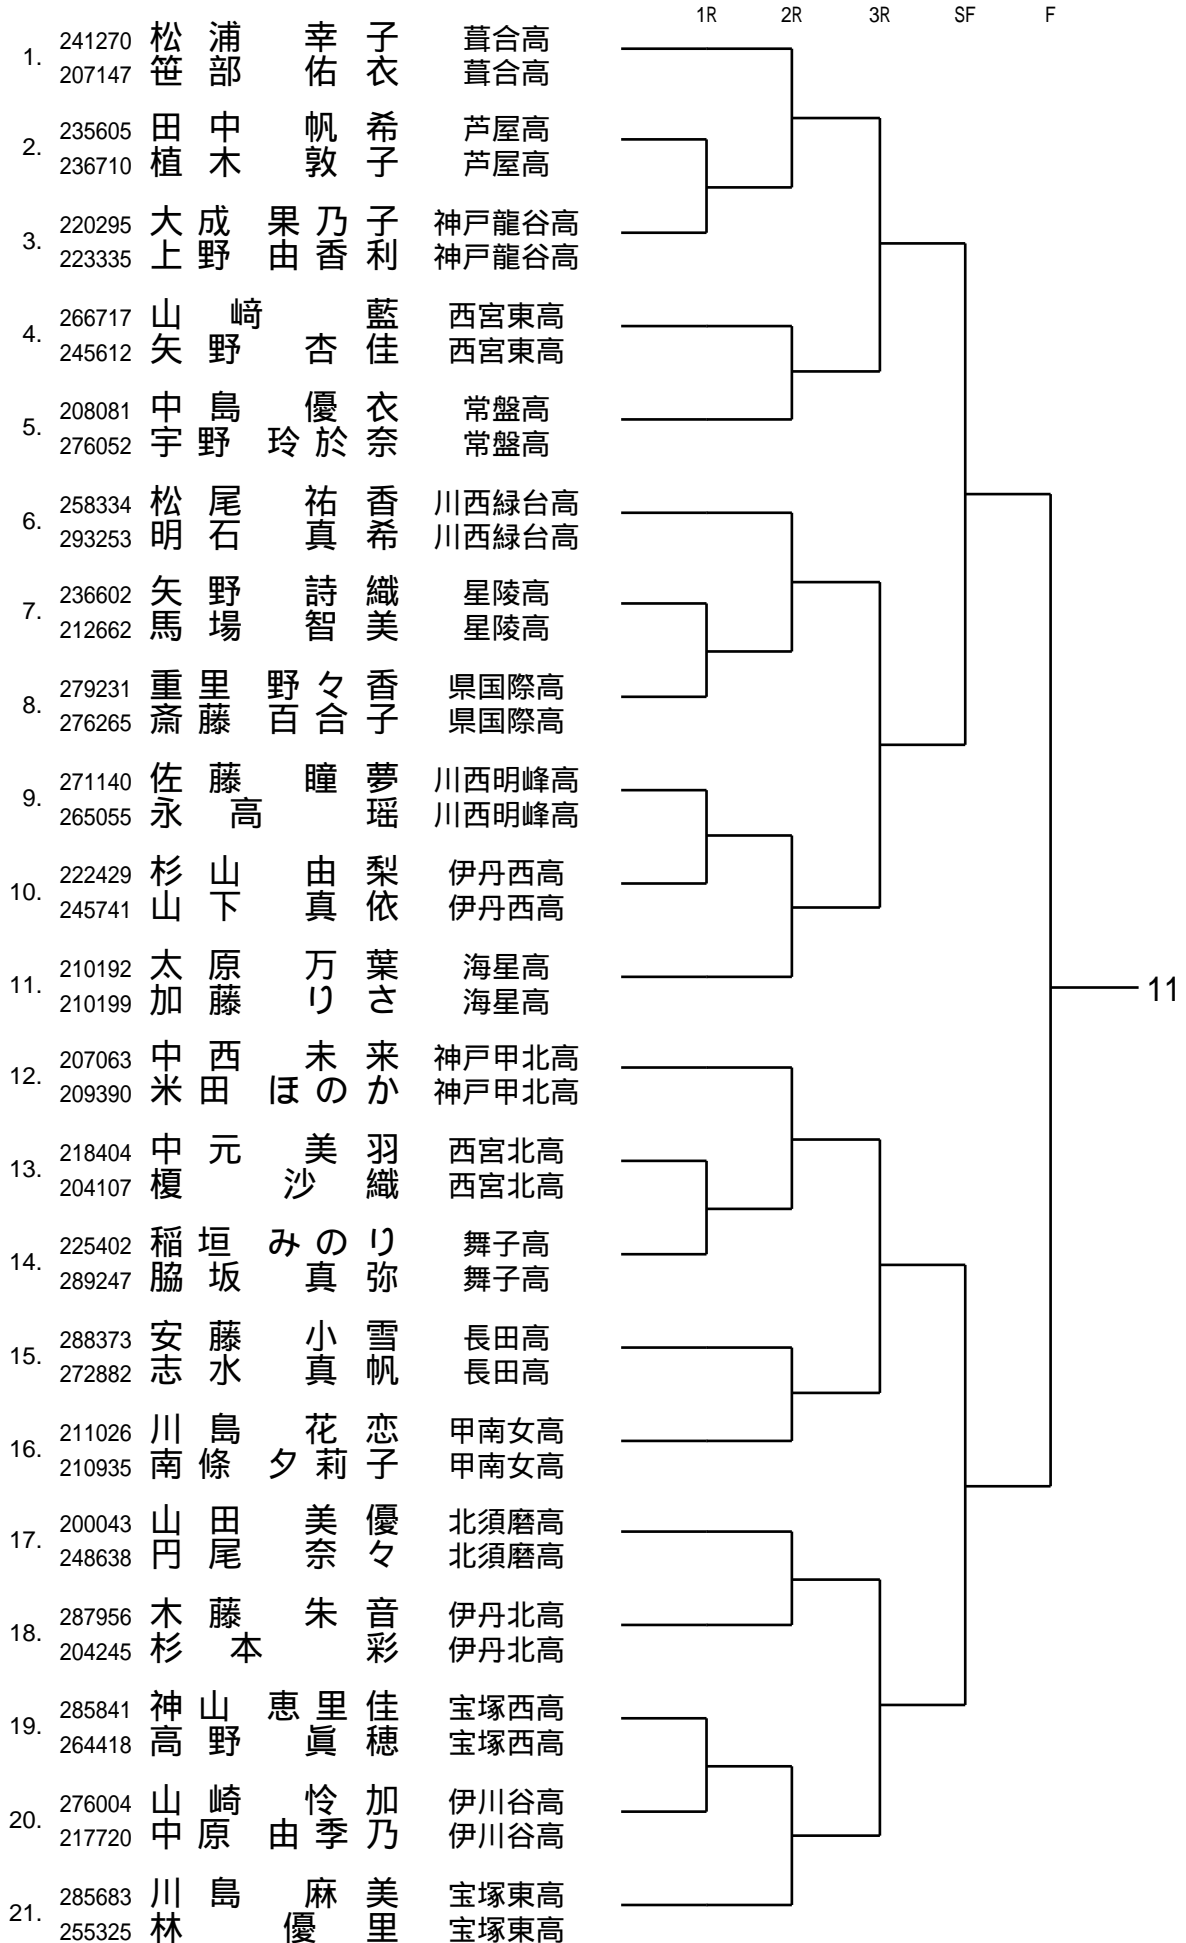 1R 2R 3R SF F
1. 241270 松浦 幸子 葺合高
207147 笹部 佑衣 葺合高
2. 235605 田中 帆希 芦屋高
236710 植木 敦子 芦屋高
3. 220295 大成 果乃子 神戸龍谷高
223335 上野 由香利 神戸龍谷高
4. 266717 山﨑 藍 西宮東高
245612 矢野 杏佳 西宮東高
5. 208081 中島 優衣 常盤高
276052 宇野 玲於奈 常盤高
6. 258334 松尾 祐香 川西緑台高
293253 明石 真希 川西緑台高
7. 236602 矢野 詩織 星陵高
212662 馬場 智美 星陵高
8. 279231 重里 野々香 県国際高
276265 斎藤 百合子 県国際高
9. 271140 佐藤 瞳夢 川西明峰高
265055 永高 瑶 川西明峰高
10. 222429 杉山 由梨 伊丹西高
245741 山下 真依 伊丹西高
11. 210192 太原 万葉 海星高
210199 加藤 りさ 海星高
11
12. 207063 中西 未来 神戸甲北高
209390 米田 ほのか 神戸甲北高
13. 218404 中元 美羽 西宮北高
204107 榎 沙織 西宮北高
14. 225402 稲垣 みのり 舞子高
289247 脇坂 真弥 舞子高
15. 288373 安藤 小雪 長田高
272882 志水 真帆 長田高
16. 211026 川島 花恋 甲南女高
210935 南條 夕莉子 甲南女高
17. 200043 山田 美優 北須磨高
248638 円尾 奈々 北須磨高
18. 287956 木藤 朱音 伊丹北高
204245 杉本 彩 伊丹北高
19. 285841 神山 恵里佳 宝塚西高
264418 高野 眞穂 宝塚西高
20. 276004 山崎 怜加 伊川谷高
217720 中原 由季乃 伊川谷高
21. 285683 川島 麻美 宝塚東高
255325 林 優里 宝塚東高